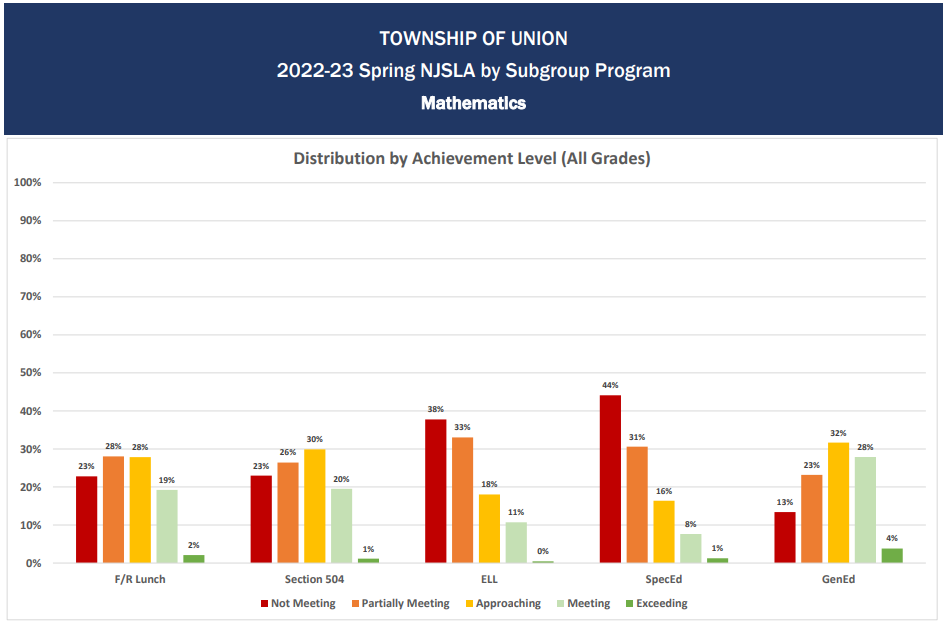 TOWNSHIP OF UNION
2022-23 Spring NJSLA by Subgroup Program
Mathematics
Distribution by Achievement Level (All Grades)
100%
90%
80%
70%
60%
50%
40%
30%
20%
10%
0%
23%
28%
28%
19%
2%
23%
26%
30%
20%
1%
38%
33%
18%
11%
0%
44%
31%
16%
8%
1%
13%
23%
32%
28%
4%
F/R Lunch
Section 504
ELL
SpecEd
GenEd
Not Meeting
Partially Meeting
Approaching
Meeting
Exceeding